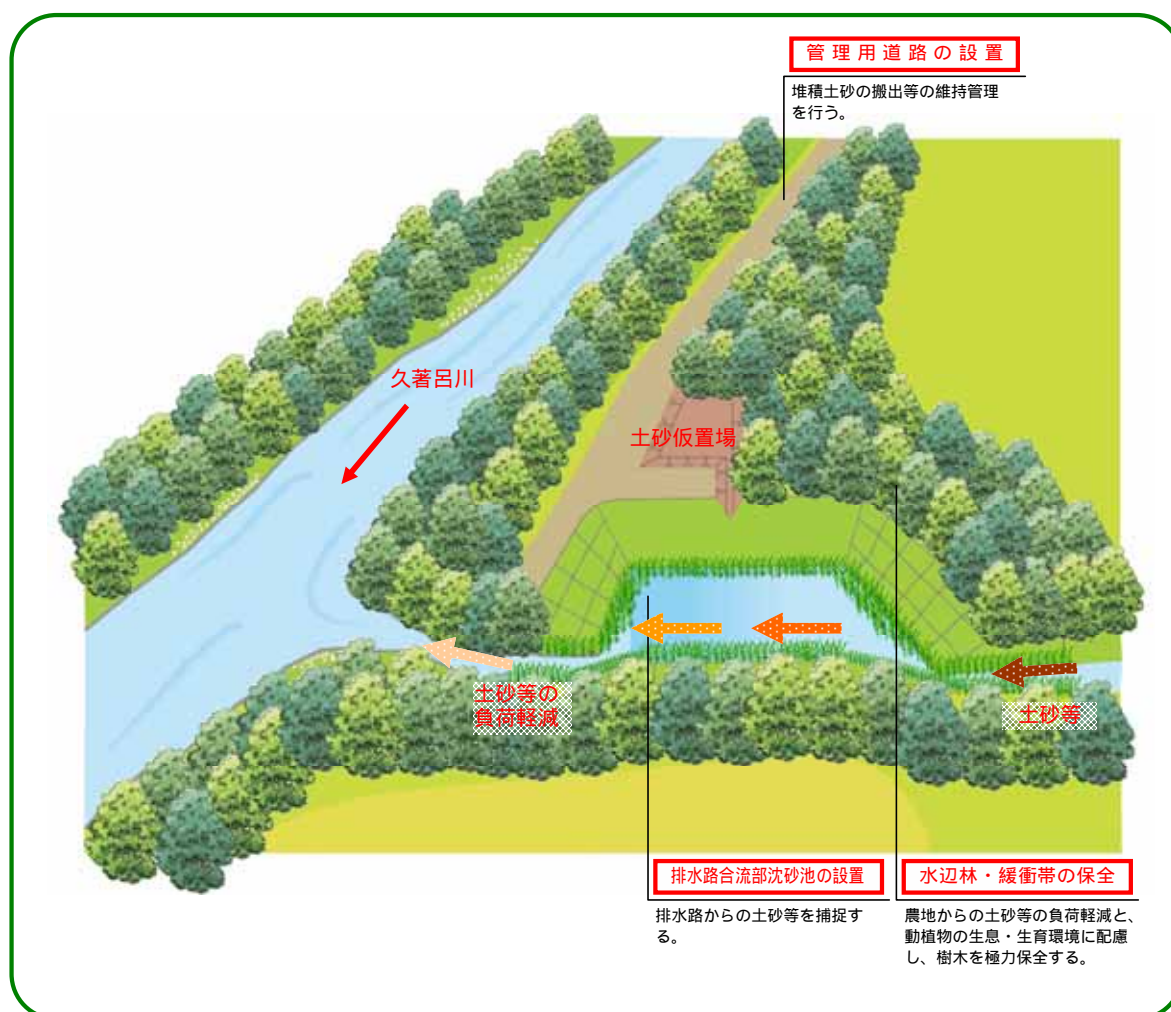 管理用道路の設置
堆積土砂の搬出等の維持管理
を行う。
久著呂川
土砂仮置場
土砂等の
負荷軽減
土砂等
排水路合流部沈砂池の設置
排水路からの土砂等を捕捉す
る。
水辺林・緩衝帯の保全
農地からの土砂等の負荷軽減と、
動植物の生息・生育環境に配慮
し、樹木を極力保全する。